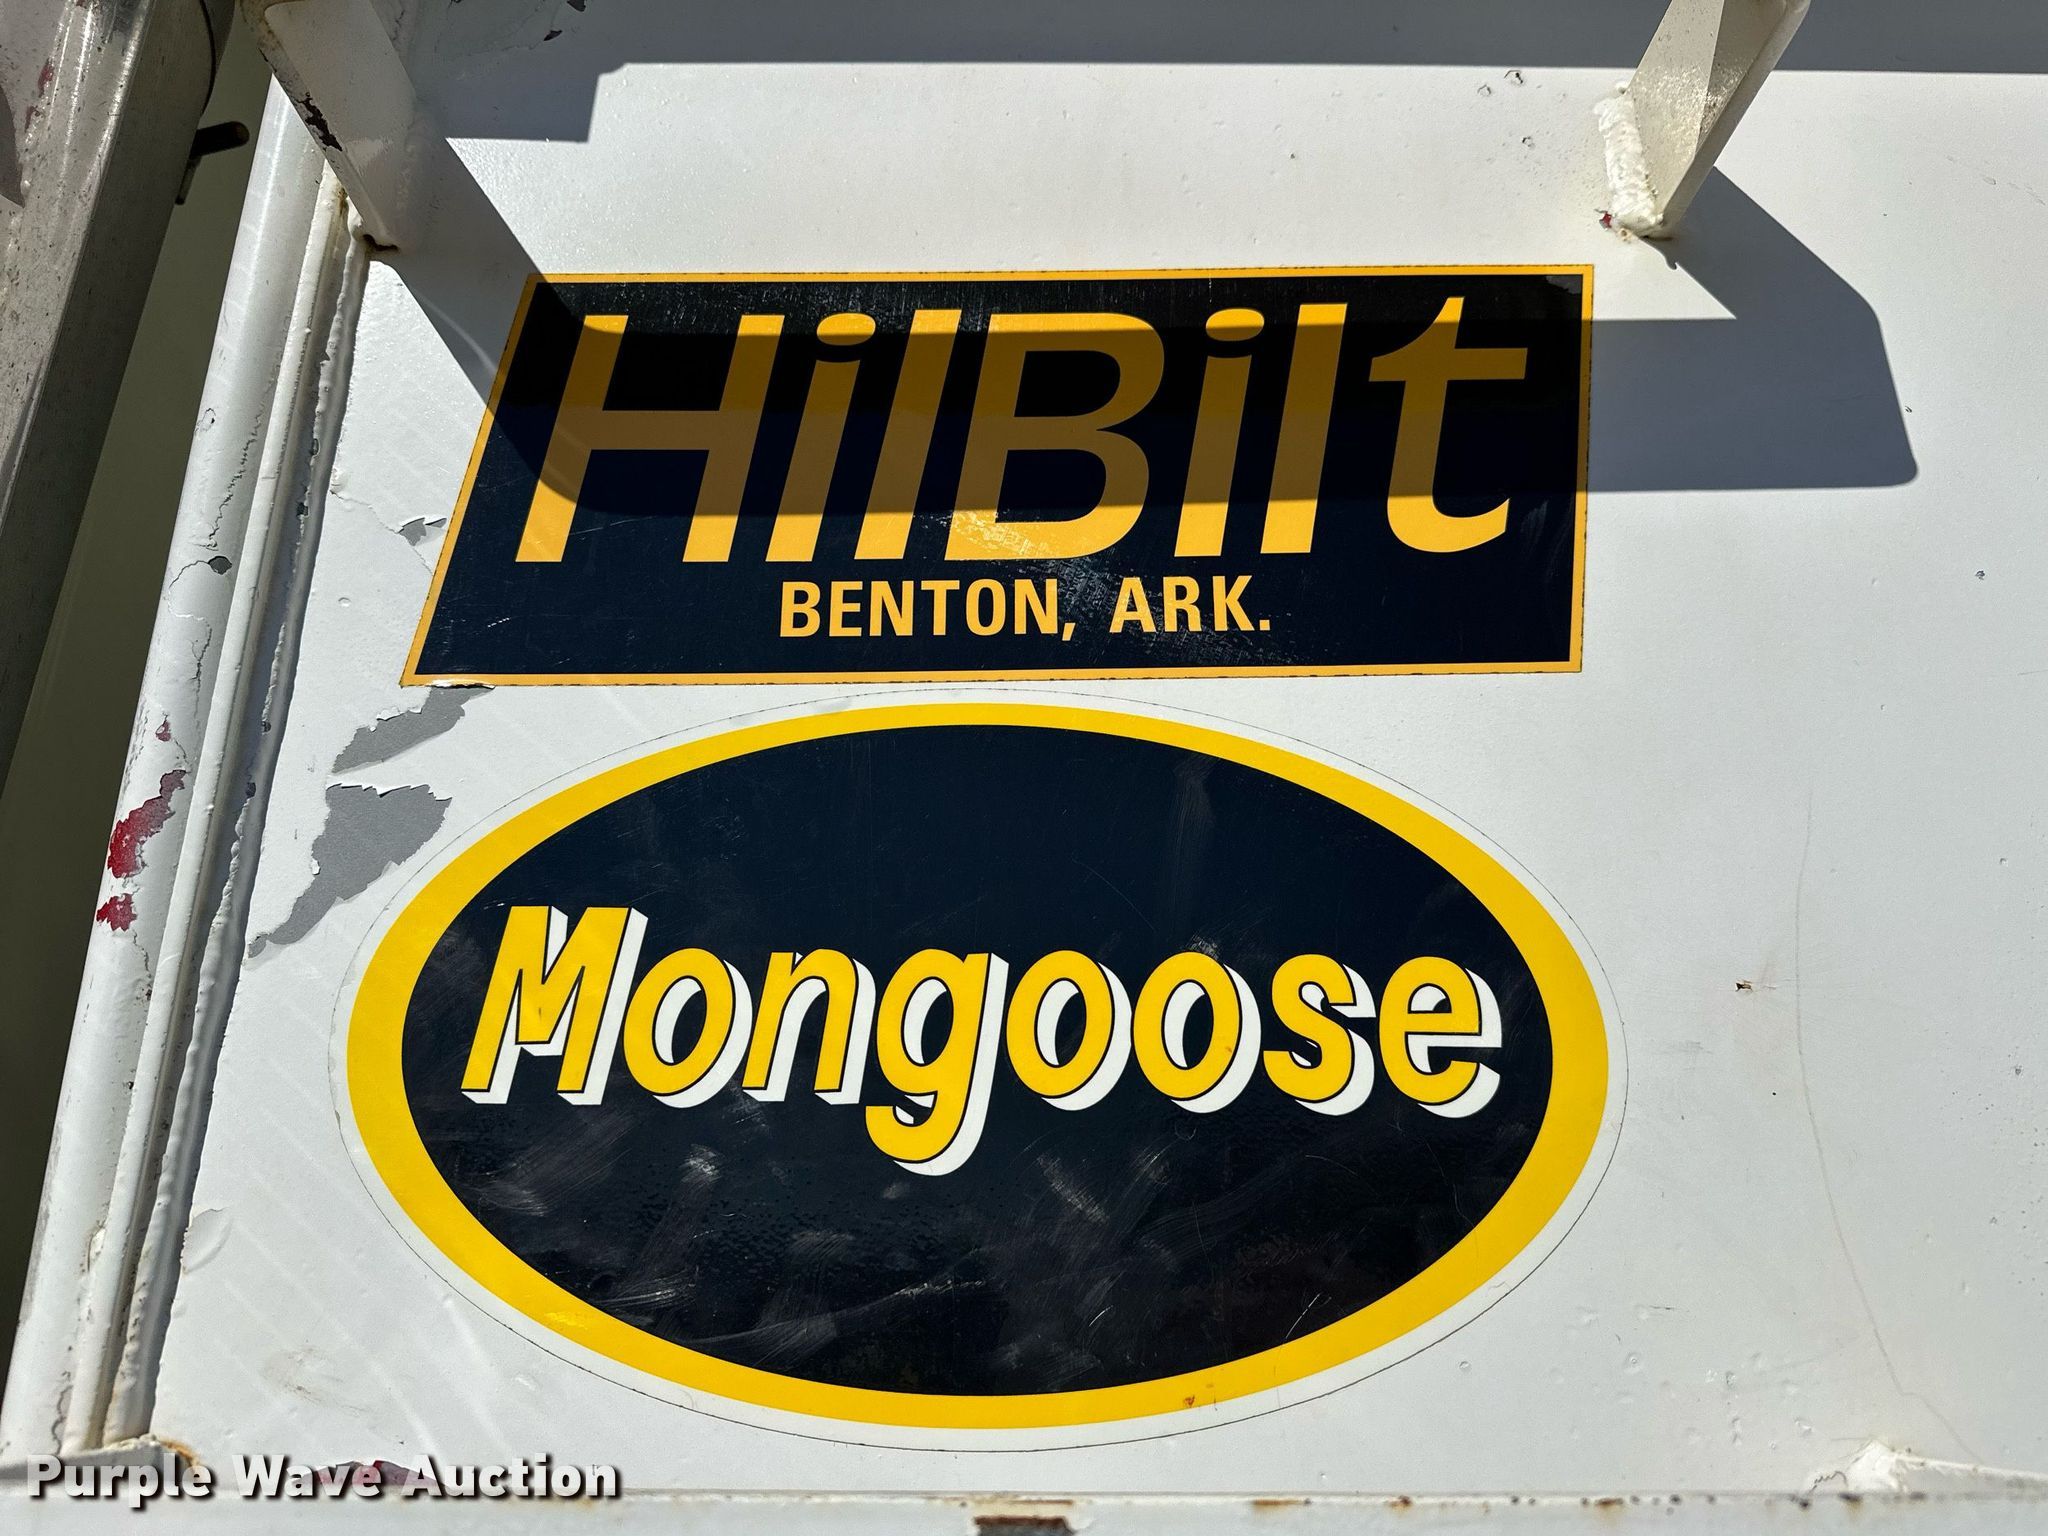 HilBilt
BENTON, ARK.
Mongoose
Purple Wave Auction